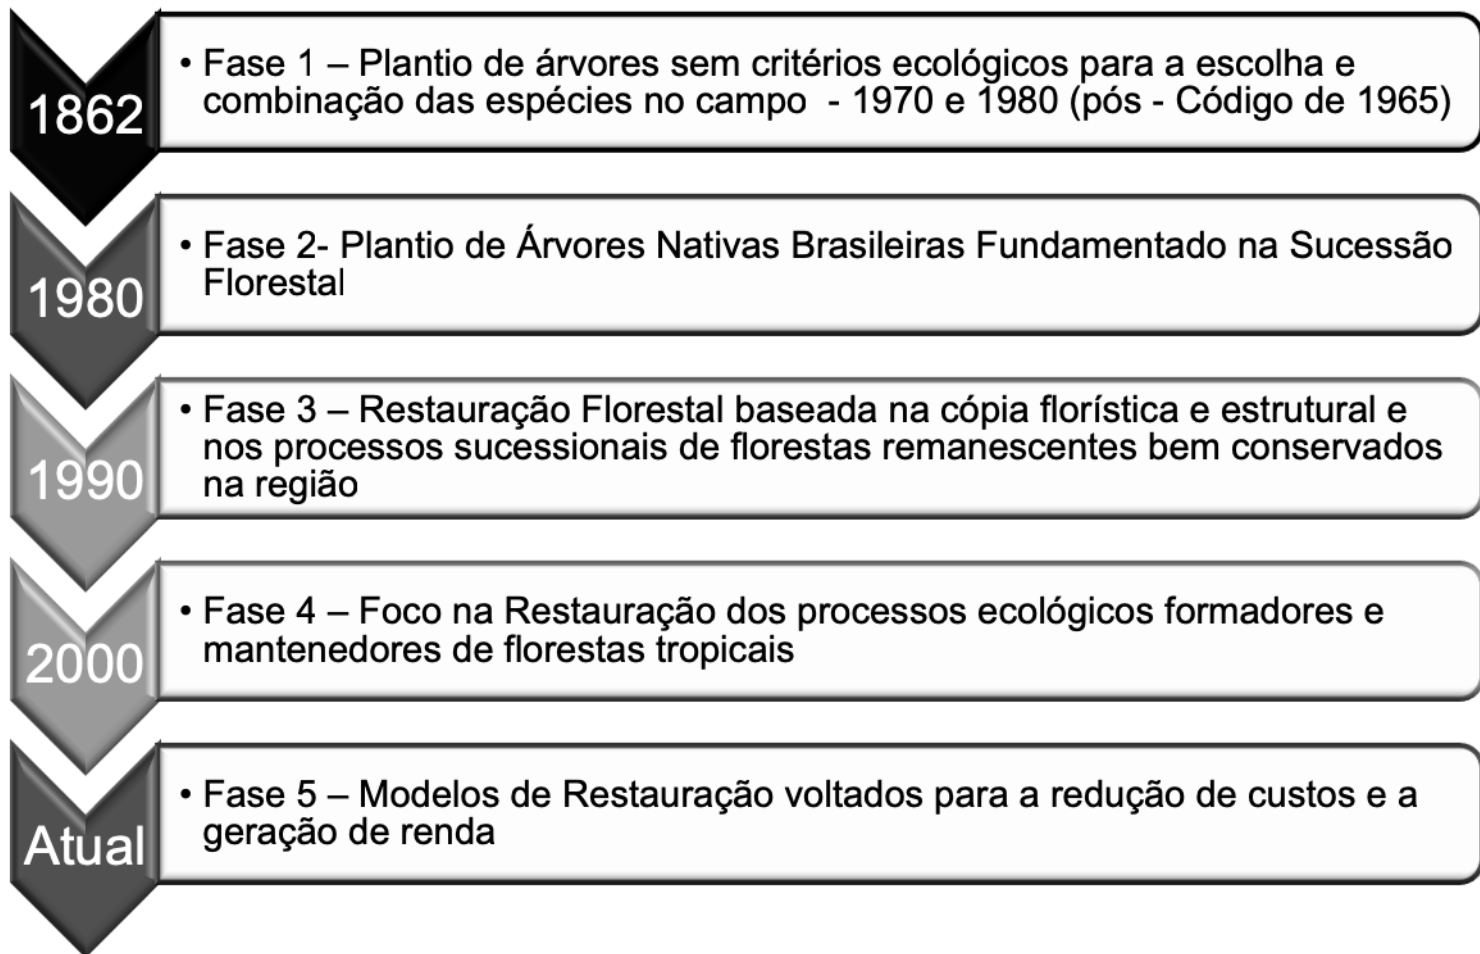 1862
• Fase 1 – Plantio de árvores sem critérios ecológicos para a escolha e
combinação das espécies no campo - 1970 e 1980 (pós - Código de 1965)
1980
• Fase 2- Plantio de Árvores Nativas Brasileiras Fundamentado na Sucessão
Florestal
1990
• Fase 3 – Restauração Florestal baseada na cópia florística e estrutural e
nos processos sucessionais de florestas remanescentes bem conservados
na região
2000
• Fase 4 – Foco na Restauração dos processos ecológicos formadores e
mantenedores de florestas tropicais
Atual
• Fase 5 – Modelos de Restauração voltados para a redução de custos e a
geração de renda